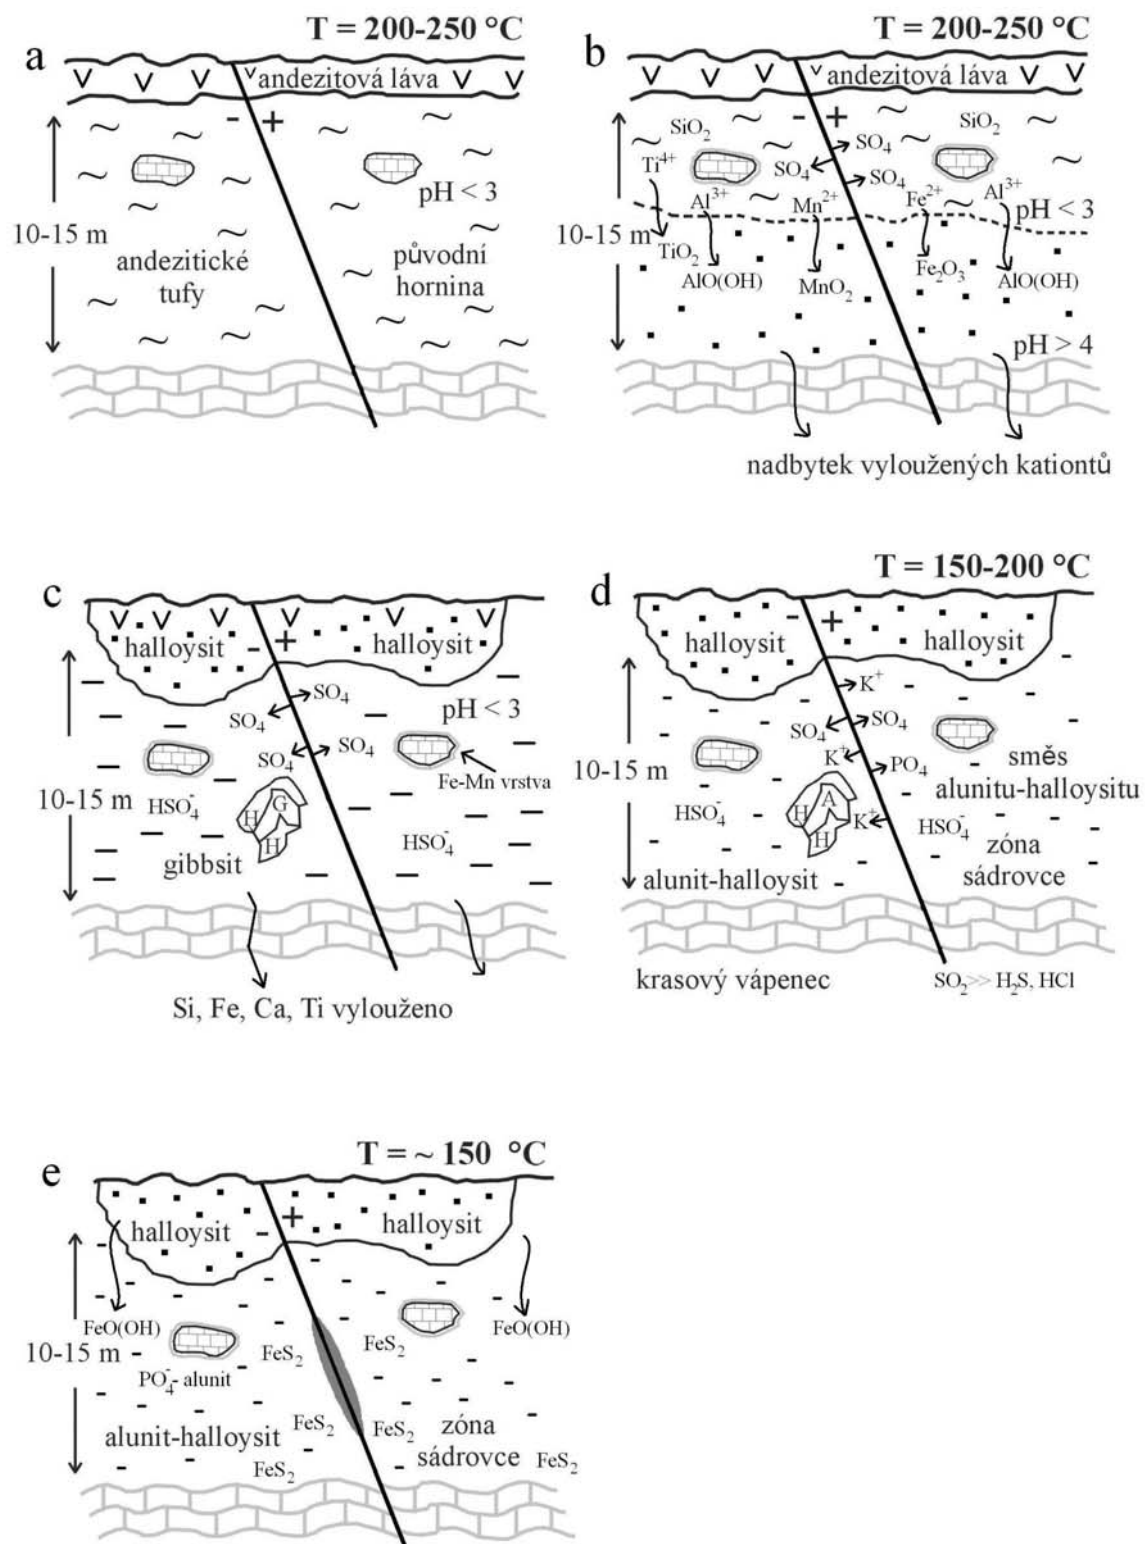 a
T = 200-250 °C
V V V v andezitová láva V V
- +
pH < 3
10-15 m
andezitické
tufy
původní
hornina
b
T = 200-250 °C
V V V v andezitová láva V V
- +
SiO2
SO4
SiO2
Ti4+
SO4
SO4
Al3+
Mn2+
Fe2+
Al3+
pH < 3
10-15 m
TiO2
AlO(OH)
MnO2
Fe2O3
AlO(OH)
pH > 4
nadbytek vyloužených kationtů
c
V V V V V V
halloysit
- +
halloysit
SO4
SO4
pH < 3
SO4
SO4
Fe-Mn vrstva
10-15 m
HSO4-
G
H
H
HSO4-
gibbsit
Si, Fe, Ca, Ti vylouženo
d
T = 150-200 °C
halloysit
- +
halloysit
K+
SO4
SO4
K+
PO4
10-15 m
směs
alunitu-halloysitu
HSO4-
A
H
H
K+
HSO4-
zóna
sádrovce
alunit-halloysit
krasový vápenec
SO2>> H2S, HCl
e
T = ~ 150 °C
halloysit
- +
halloysit
FeO(OH)
FeO(OH)
10-15 m
FeS2
FeS2
PO4- - alunit
FeS2
FeS2
alunit-halloysit
zóna
sádrovce
FeS2
FeS2